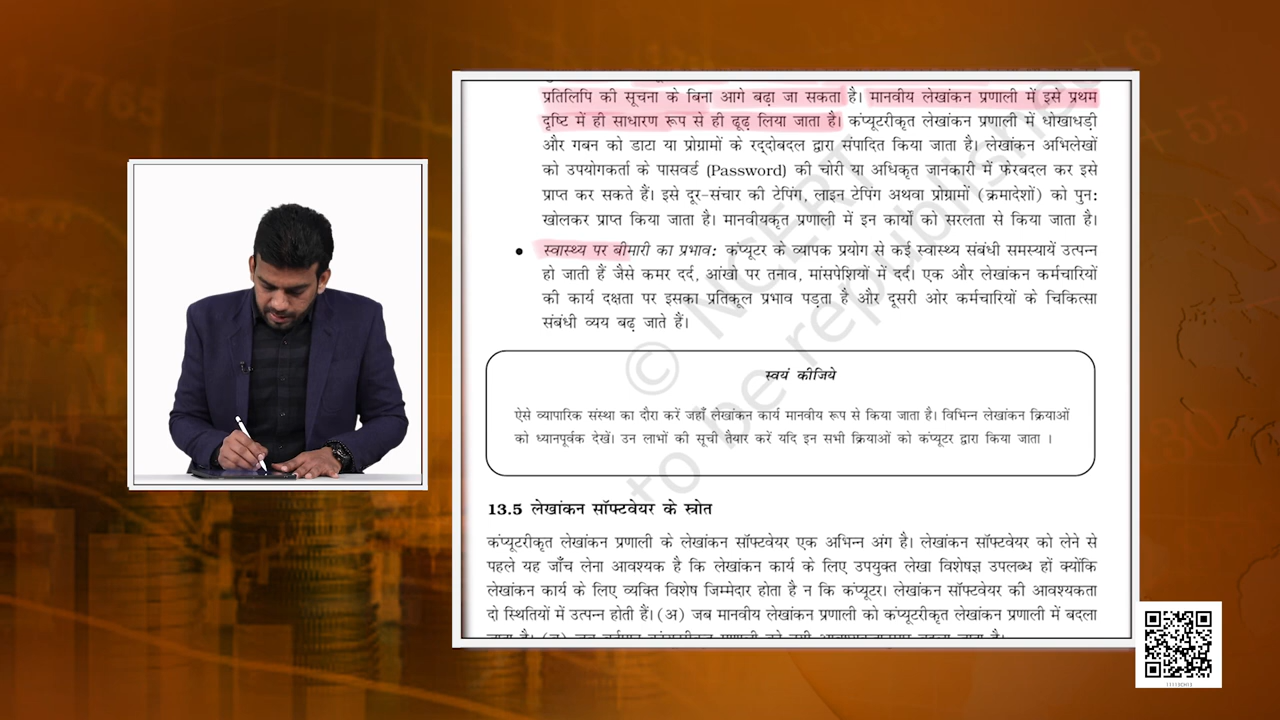 प्रतिलिपि की सूचना के बिना आगे बढ़ा जा सकता है। मानवीय लेखांकन प्रणाली में इसे प्रथम
दृष्टि में ही साधारण रूप से ही ढूढ़ लिया जाता है। कंप्यूटरीकृत लेखांकन प्रणाली में धोखाधड़ी
और गबन को डाटा या प्रोग्रामों के रद्दोबदल द्वारा संपादित किया जाता है। लेखांकन अभिलेखों
को उपयोगकर्ता के पासवर्ड (Password) की चोरी या अधिकृत जानकारी में फेरबदल कर इसे
प्राप्त कर सकते हैं। इसे दूर-संचार की टेपिंग, लाइन टेपिंग अथवा प्रोग्रामों (क्रमादेशों) को पुन:
खोलकर प्राप्त किया जाता है। मानवीयकृत प्रणाली में इन कार्यो को सरलता से किया जाता है।
• स्वास्थ्य पर बीमारी का प्रभाव: कंप्यूटर के व्यापक प्रयोग से कई स्वास्थ्य संबंधी समस्यायें उत्पन्न
हो जाती हैं जैसे कमर दर्द, आंखो पर तनाव, मांसपेशियों में दर्द। एक और लेखांकन कर्मचारियों
की कार्य दक्षता पर इसका प्रतिकूल प्रभाव पड़ता है और दूसरी ओर कर्मचारियों के चिकित्सा
संबंधी व्यय बढ़ जाते हैं।
स्वयं कीजिये
ऐसे व्यापारिक संस्था का दौरा करें जहाँ लेखांकन कार्य मानवीय रूप से किया जाता है। विभिन्न लेखांकन क्रियाओं
को ध्यानपूर्वक देखें। उन लाभों की सूची तैयार करें यदि इन सभी क्रियाओं को कंप्यूटर द्वारा किया जाता ।
13.5 लेखांकन सॉफ्टवेयर के स्त्रोत
कंप्यूटरीकृत लेखांकन प्रणाली के लेखांकन सॉफ्टवेयर एक अभिन्न अंग है। लेखांकन सॉफ्टवेयर को लेने से
पहले यह जाँच लेना आवश्यक है कि लेखांकन कार्य के लिए उपयुक्त लेखा विशेषज्ञ उपलब्ध हों क्योंकि
लेखांकन कार्य के लिए व्यक्ति विशेष जिम्मेदार होता है न कि कंप्यूटर। लेखांकन सॉफ्टवेयर की आवश्यकता
दो स्थितियों में उत्पन्न होती हैं। (अ) जब मानवीय लेखांकन प्रणाली को कंप्यूटरीकृत लेखांकन प्रणाली में बदला
© NCERT
to be republished